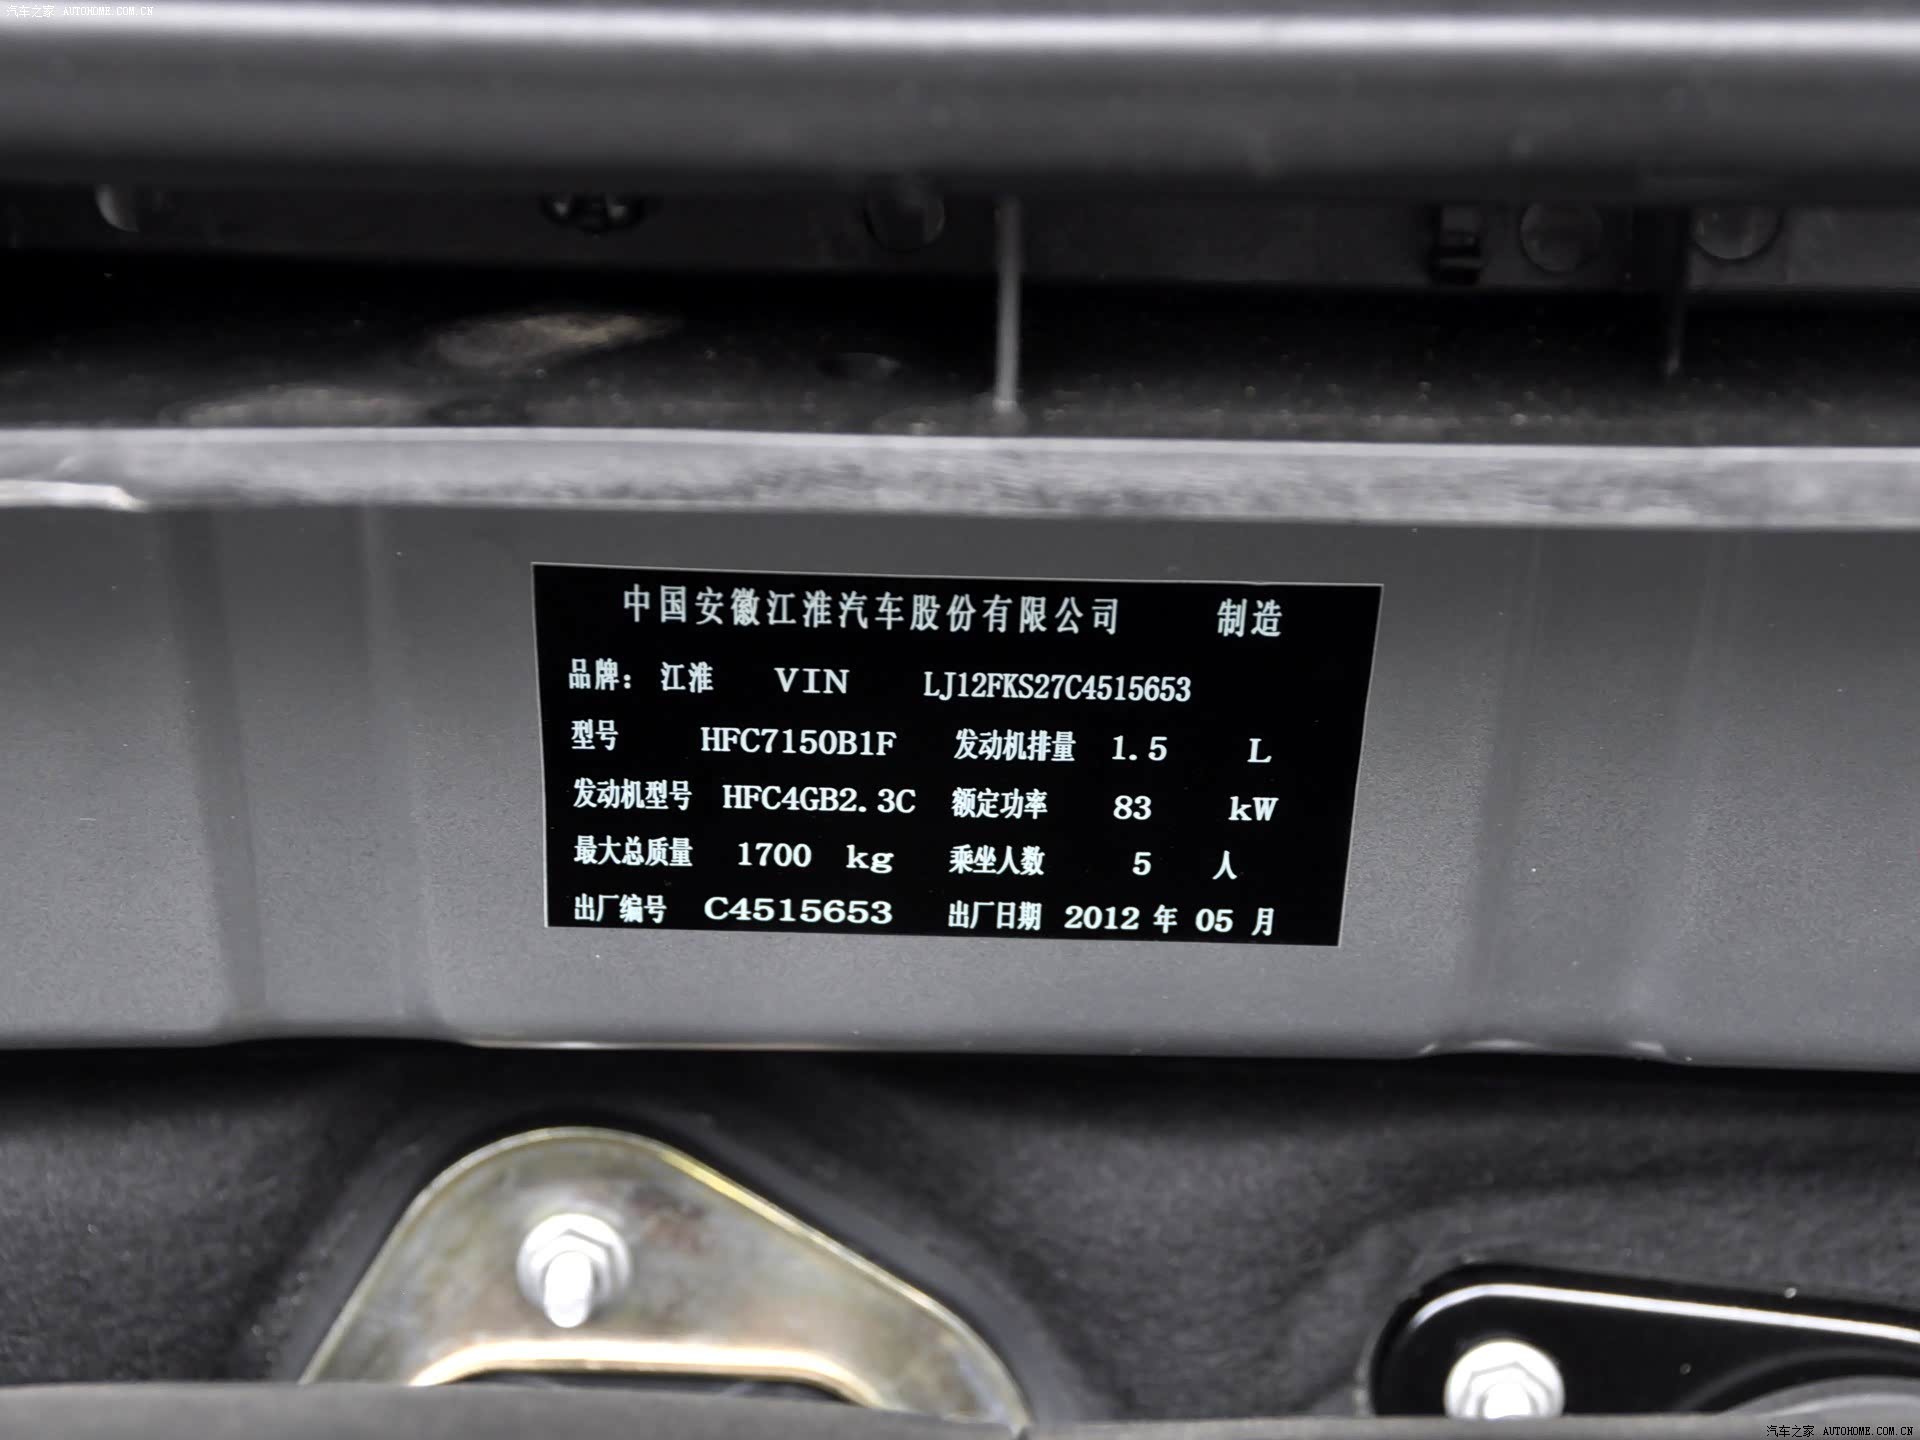 汽车之家 AUTOHOME.COM.CN
中国安徽江淮汽车股份有限公司 制造
品牌: 江淮 VIN LJ12FKS27C4515653
型号 HFC7150B1F 发动机排量 1.5 L
发动机型号 HFC4GB2.3C 额定功率 83 kW
最大总质量 1700 kg 乘坐人数 5 人
出厂编号 C4515653 出厂日期 2012 年 05 月
汽车之家 AUTOHOME.COM.CN